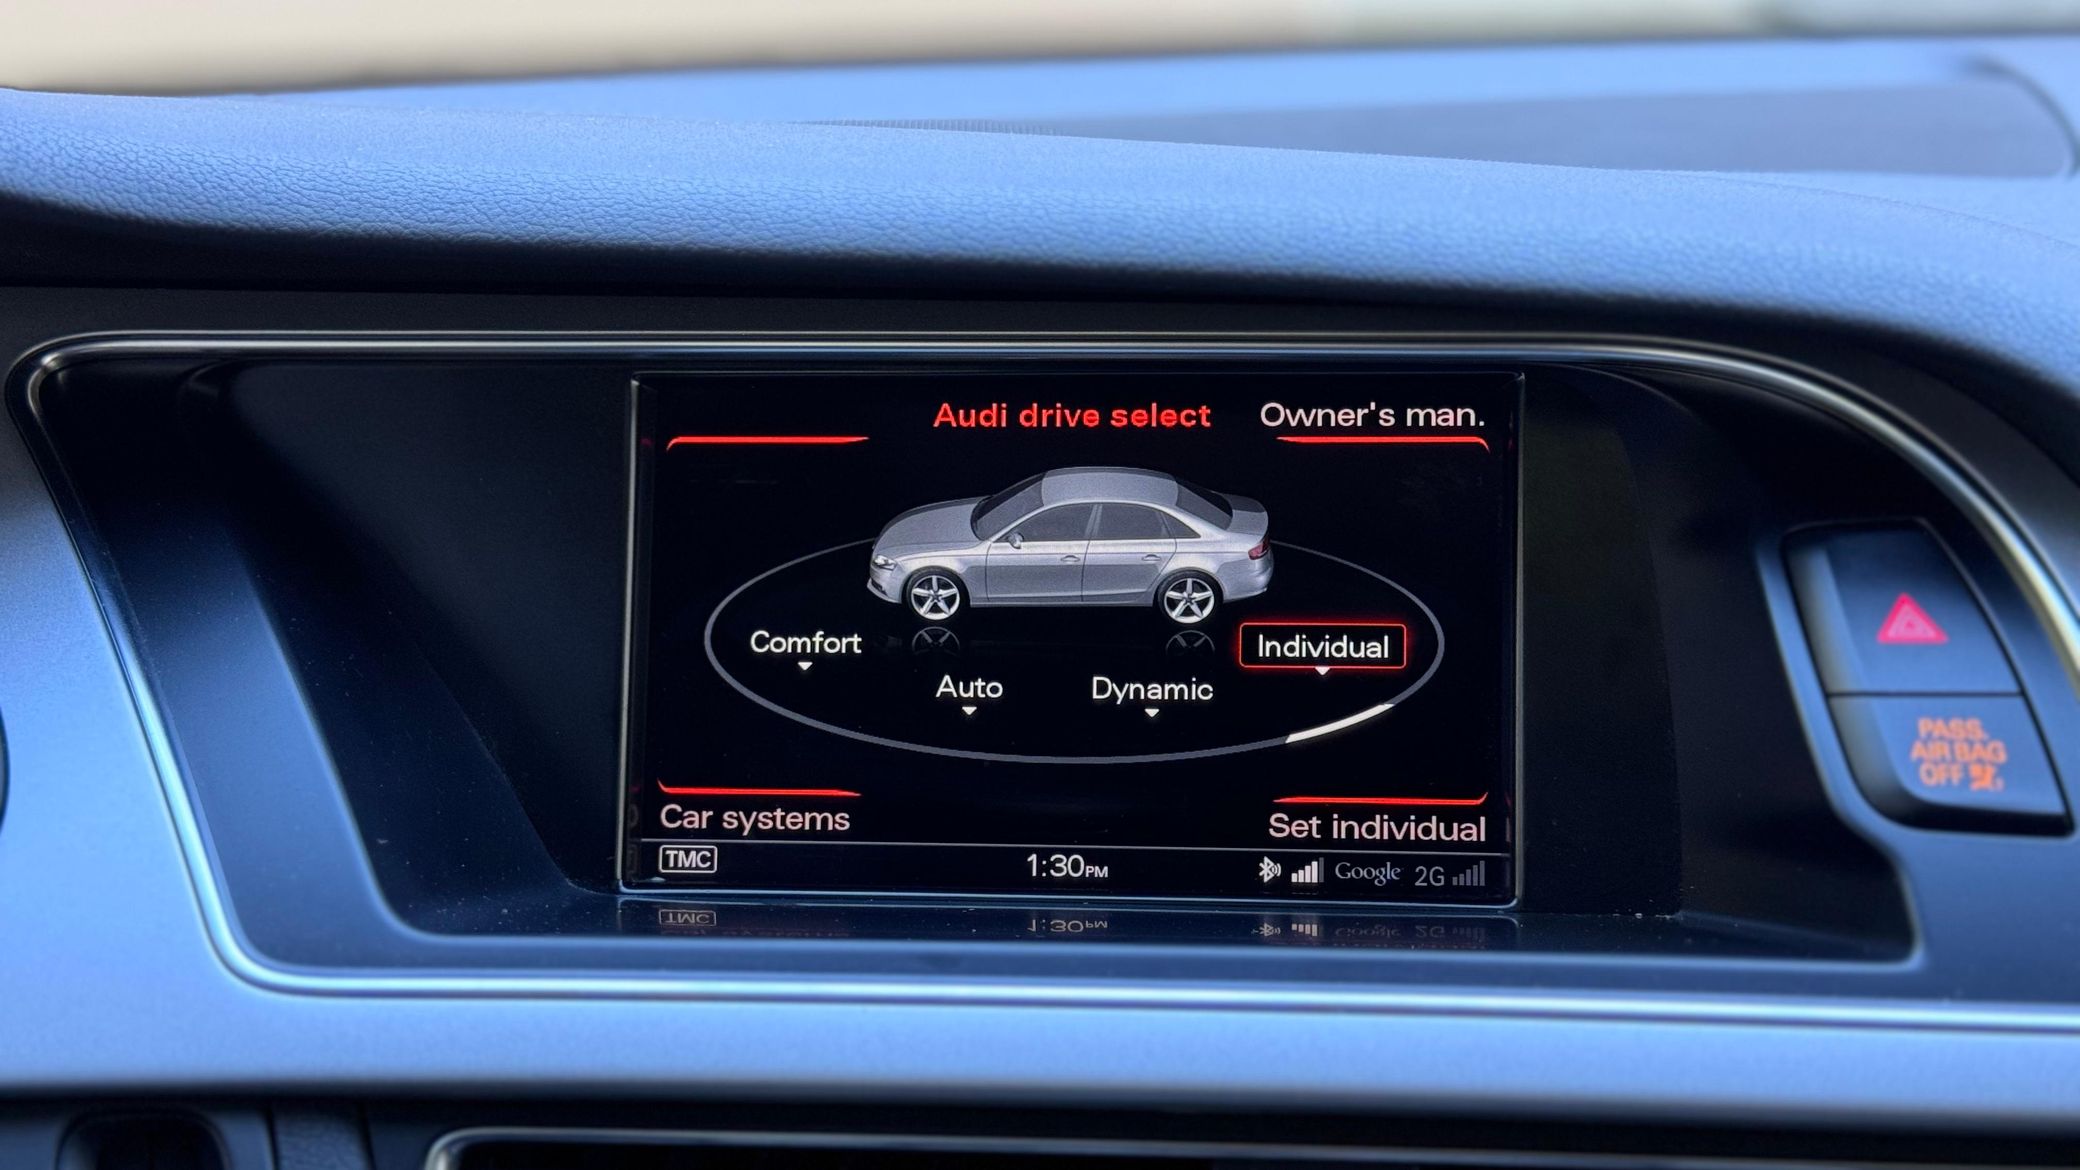 Audi drive select
Owner's man.
Comfort
Individual
Auto
Dynamic
Car systems
Set individual
TMC
1:30PM
Google 2G
PASS.
AIR BAG
OFF